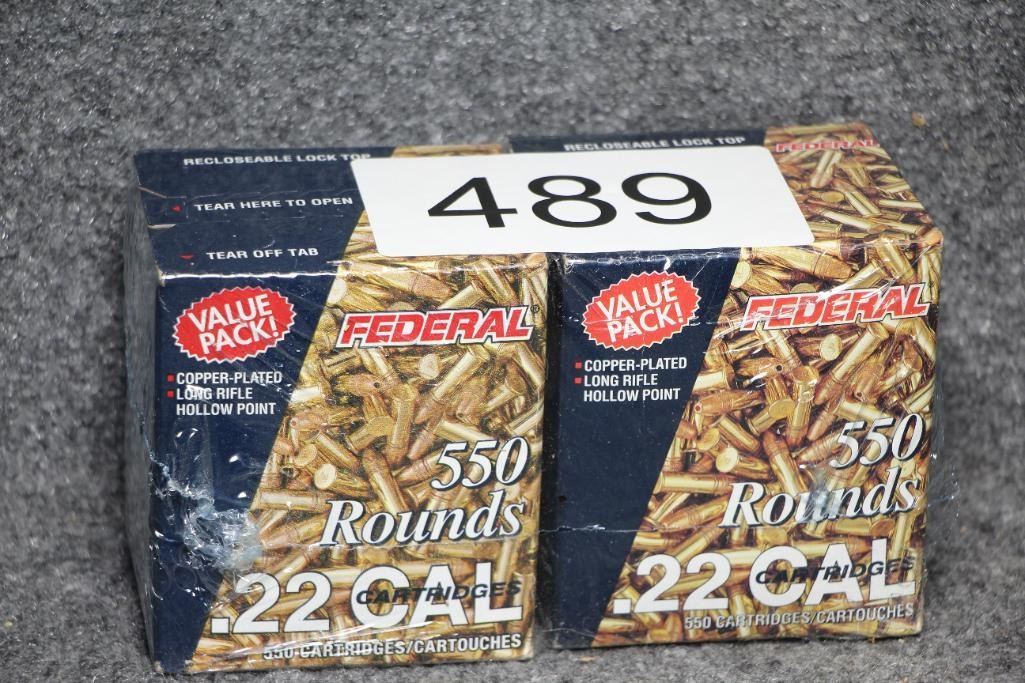 RECLOSEABLE LOCK TOP
TEAR HERE TO OPEN
TEAR OFF TAB
RECLOSEABLE LOCK TOP
FEDERAL
489
VALUE
PACK!
FEDERAL®
COPPER-PLATED
LONG RIFLE
HOLLOW POINT
550
Rounds
.22 CAL
CARTRIDGES
550 CARTRIDGES/CARTOUCHES
VALUE
PACK!
FEDERAL
COPPER-PLATED
LONG RIFLE
HOLLOW POINT
550
Rounds
.22 CAL
CARTRIDGES
550 CARTRIDGES/CARTOUCHES